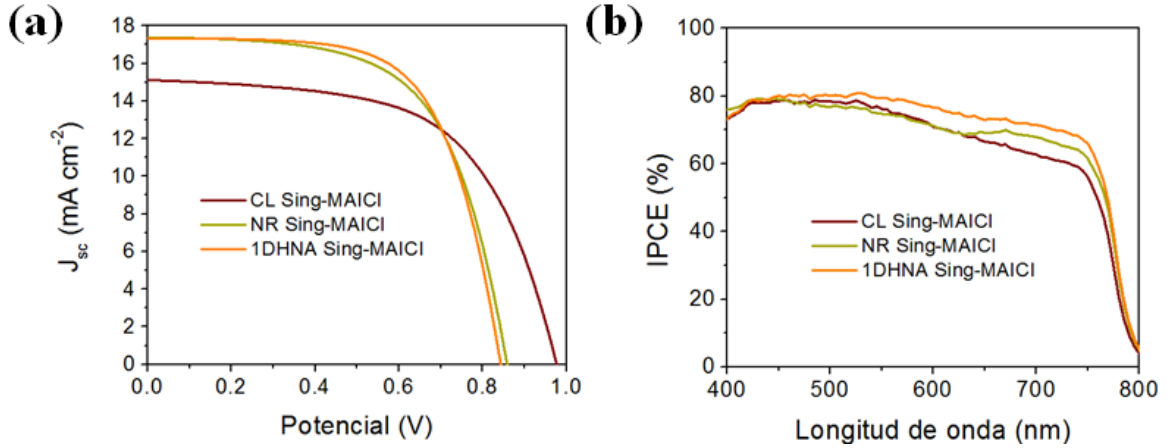 (a)
18
16
14
12
10
8
6
4
2
0
J_sc (mA cm⁻²)
CL Sing-MAICI
NR Sing-MAICI
1DHNA Sing-MAICI
0.0 0.2 0.4 0.6 0.8 1.0
Potencial (V)
(b)
100
80
60
40
20
0
IPCE (%)
CL Sing-MAICI
NR Sing-MAICI
1DHNA Sing-MAICI
400 500 600 700 800
Longitud de onda (nm)